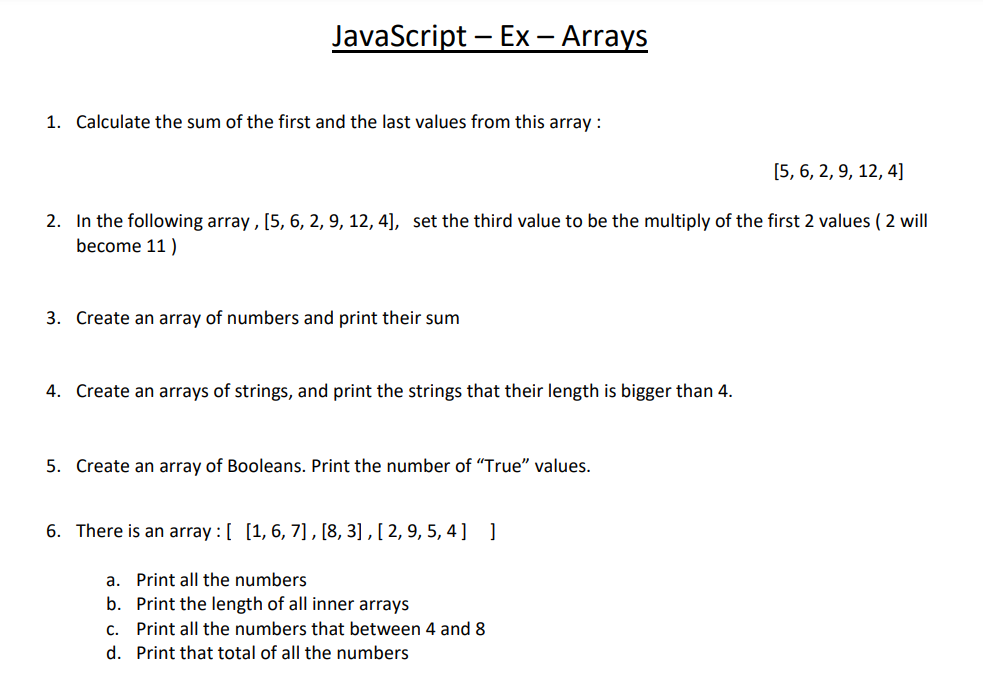 JavaScript – Ex – Arrays
1. Calculate the sum of the first and the last values from this array :
[5, 6, 2, 9, 12, 4]
2. In the following array , [5, 6, 2, 9, 12, 4], set the third value to be the multiply of the first 2 values ( 2 will
become 11 )
3. Create an array of numbers and print their sum
4. Create an arrays of strings, and print the strings that their length is bigger than 4.
5. Create an array of Booleans. Print the number of “True” values.
6. There is an array : [ [1, 6, 7] , [8, 3] , [ 2, 9, 5, 4 ] ]
a. Print all the numbers
b. Print the length of all inner arrays
c. Print all the numbers that between 4 and 8
d. Print that total of all the numbers